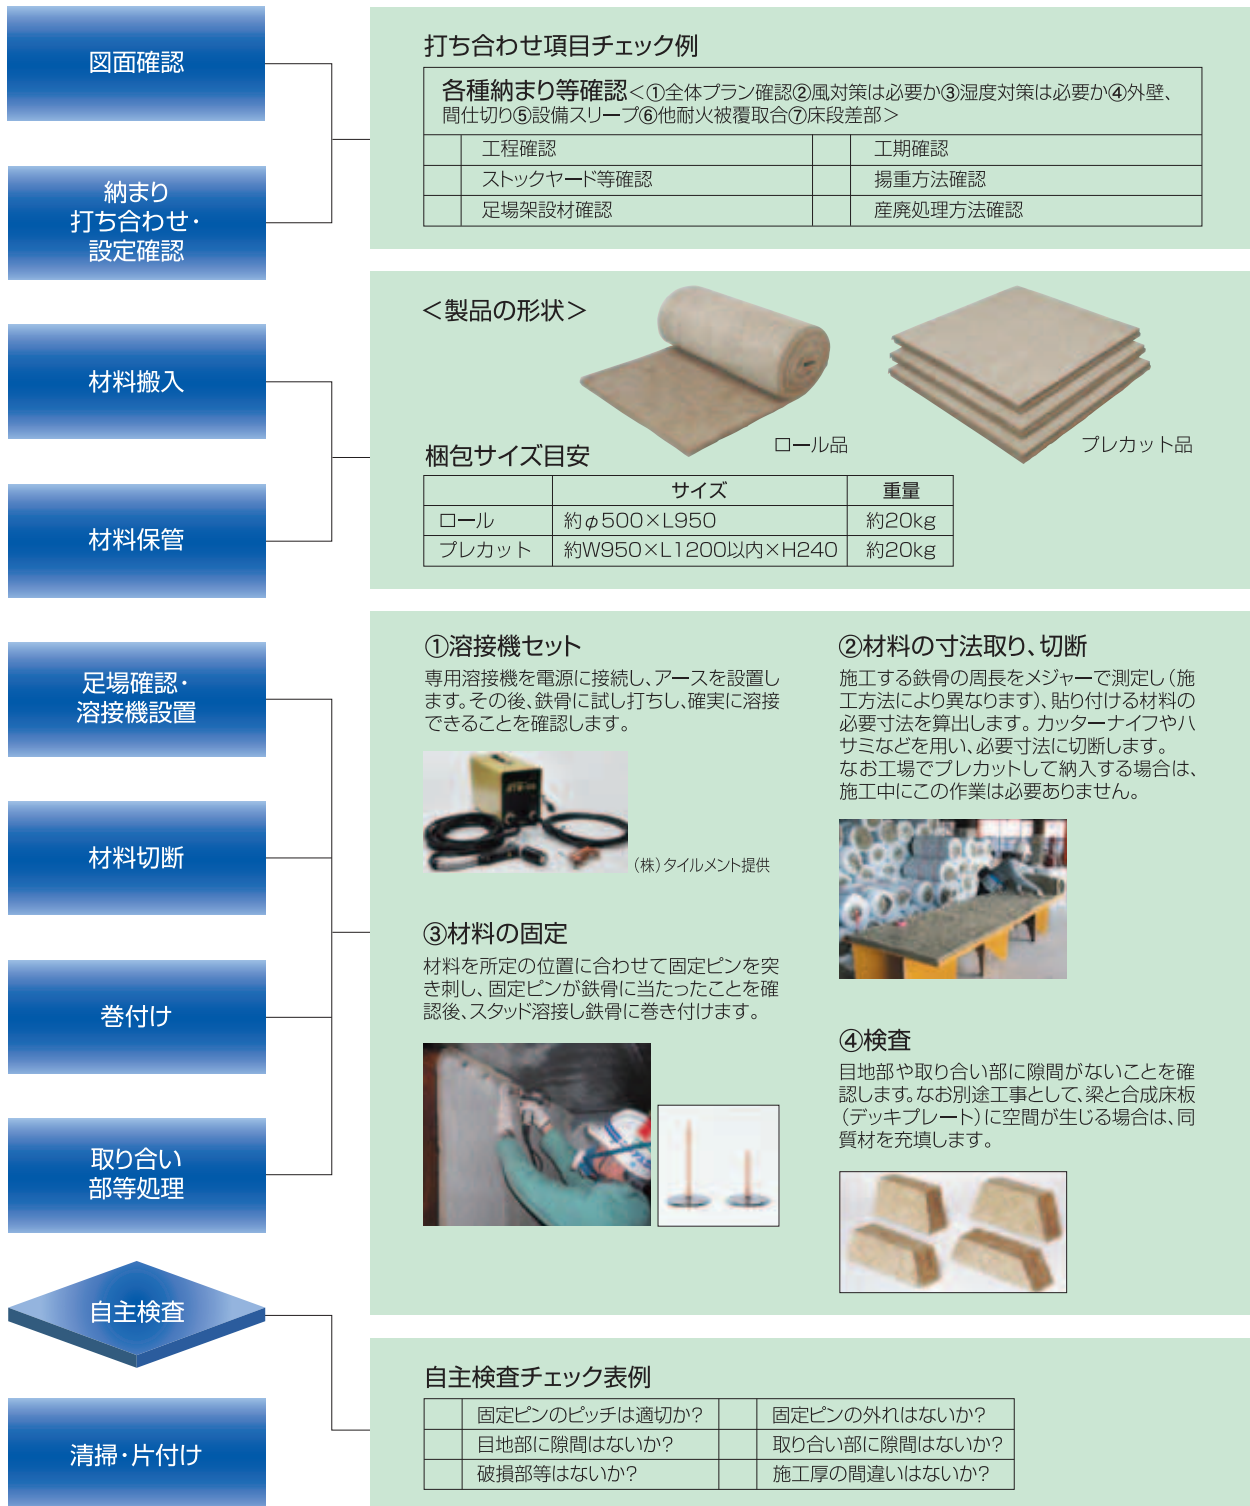 図面確認
納まり
打ち合わせ・
設定確認
打ち合わせ項目チェック例
各種納まり等確認＜①全体プラン確認②風対策は必要か③湿度対策は必要か④外壁、
間仕切り⑤設備スリーブ⑥他耐火被覆取合⑦床段差部＞
工程確認 工期確認
ストックヤード等確認 揚重方法確認
足場架設材確認 産廃処理方法確認
材料搬入
材料保管
＜製品の形状＞
ロール品 プレカット品
梱包サイズ目安
サイズ 重量
ロール 約φ500×L950 約20kg
プレカット 約W950×L1200以内×H240 約20kg
足場確認・
溶接機設置
材料切断
巻付け
取り合い
部等処理
①溶接機セット
専用溶接機を電源に接続し、アースを設置し
ます。その後、鉄骨に試し打ちし、確実に溶接
できることを確認します。
（株）タイルメント提供
②材料の寸法取り、切断
施工する鉄骨の周長をメジャーで測定し（施
工方法により異なります）、貼り付ける材料の
必要寸法を算出します。カッターナイフやハ
サミなどを用い、必要寸法に切断します。
なお工場でプレカットして納入する場合は、
施工中にこの作業は必要ありません。
③材料の固定
材料を所定の位置に合わせて固定ピンを突
き刺し、固定ピンが鉄骨に当たったことを確
認後、スタッド溶接し鉄骨に巻き付けます。
④検査
目地部や取り合い部に隙間がないことを確
認します。なお別途工事として、梁と合成床板
（デッキプレート）に空間が生じる場合は、同
質材を充填します。
自主検査
清掃・片付け
自主検査チェック表例
固定ピンのピッチは適切か？ 固定ピンの外れはないか？
目地部に隙間はないか？ 取り合い部に隙間はないか？
破損部等はないか？ 施工厚の間違いはないか？